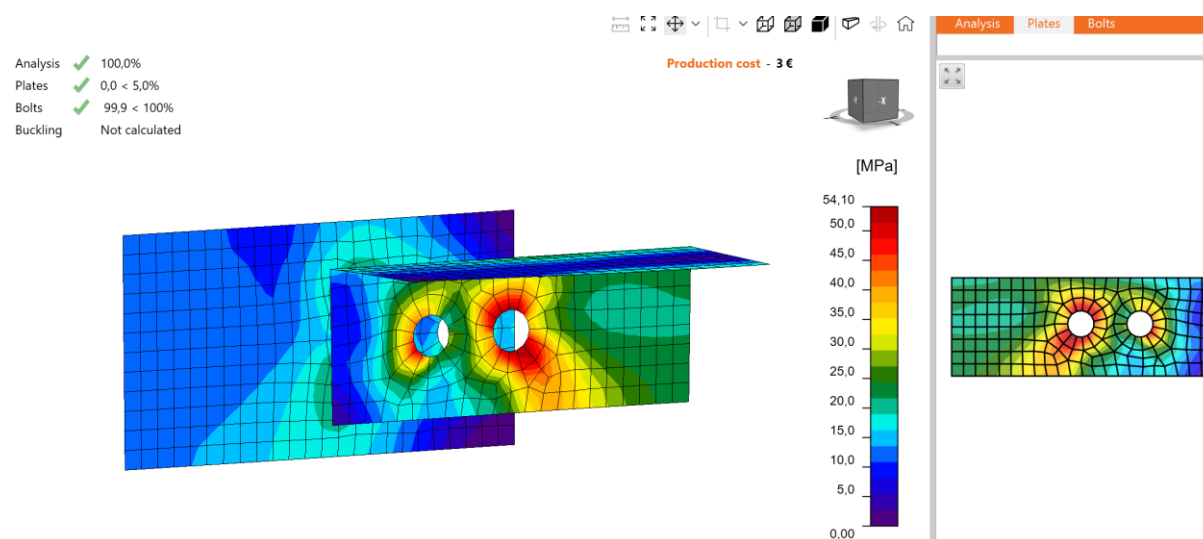 Analysis Plates Bolts
Analysis 100,0%
Production cost - 3 €
Plates 0,0 < 5,0%
Bolts 99,9 < 100%
Buckling Not calculated
-Y -X
[MPa]
54,10
50,0
45,0
40,0
35,0
30,0
25,0
20,0
15,0
10,0
5,0
0,00